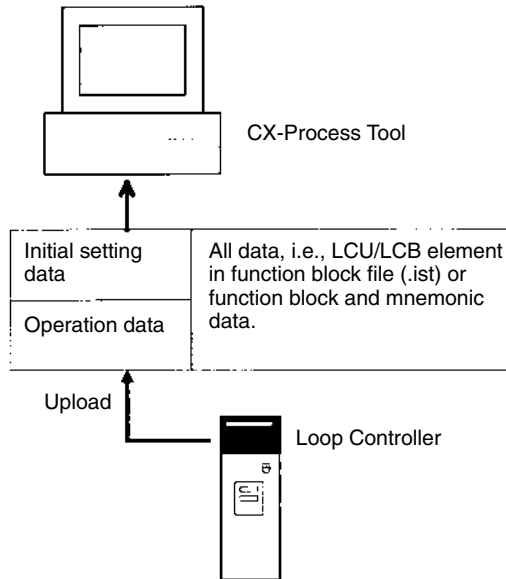 CX-Process Tool
Initial setting
data
All data, i.e., LCU/LCB element
in function block file (.ist) or
function block and mnemonic
data.
Operation data
Upload
Loop Controller